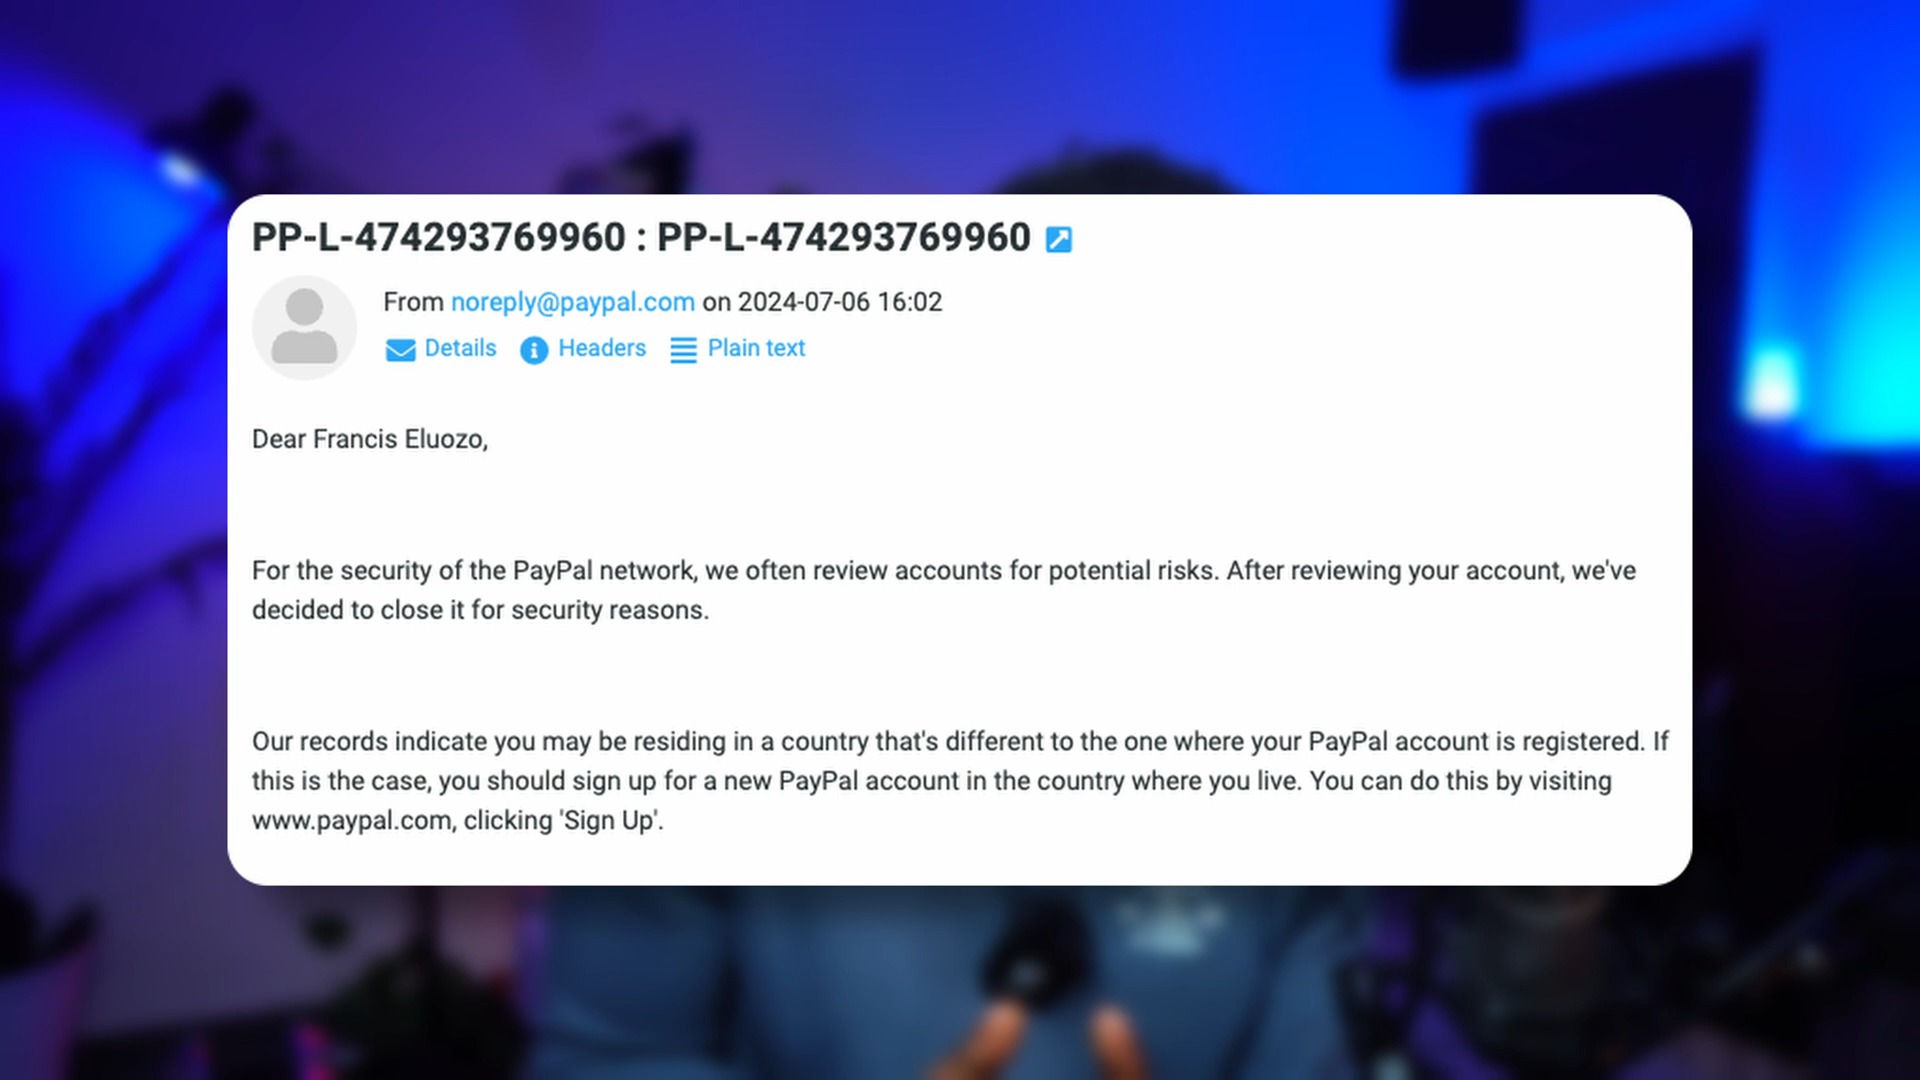 PP-L-474293769960 : PP-L-474293769960
From noreply@paypal.com on 2024-07-06 16:02
Details Headers Plain text
Dear Francis Eluozo,
For the security of the PayPal network, we often review accounts for potential risks. After reviewing your account, we've
decided to close it for security reasons.
Our records indicate you may be residing in a country that's different to the one where your PayPal account is registered. If
this is the case, you should sign up for a new PayPal account in the country where you live. You can do this by visiting
www.paypal.com, clicking 'Sign Up'.